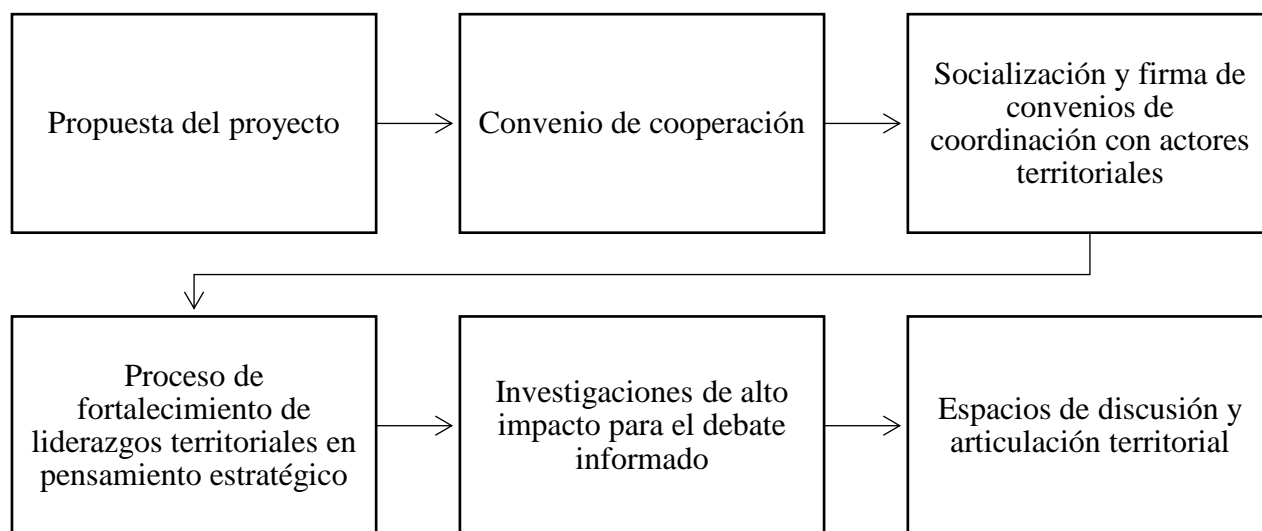 Propuesta del proyecto
Convenio de cooperación
Socialización y firma de
convenios de
coordinación con actores
territoriales
Proceso de
fortalecimiento de
liderazgos territoriales en
pensamiento estratégico
Investigaciones de alto
impacto para el debate
informado
Espacios de discusión y
articulación territorial